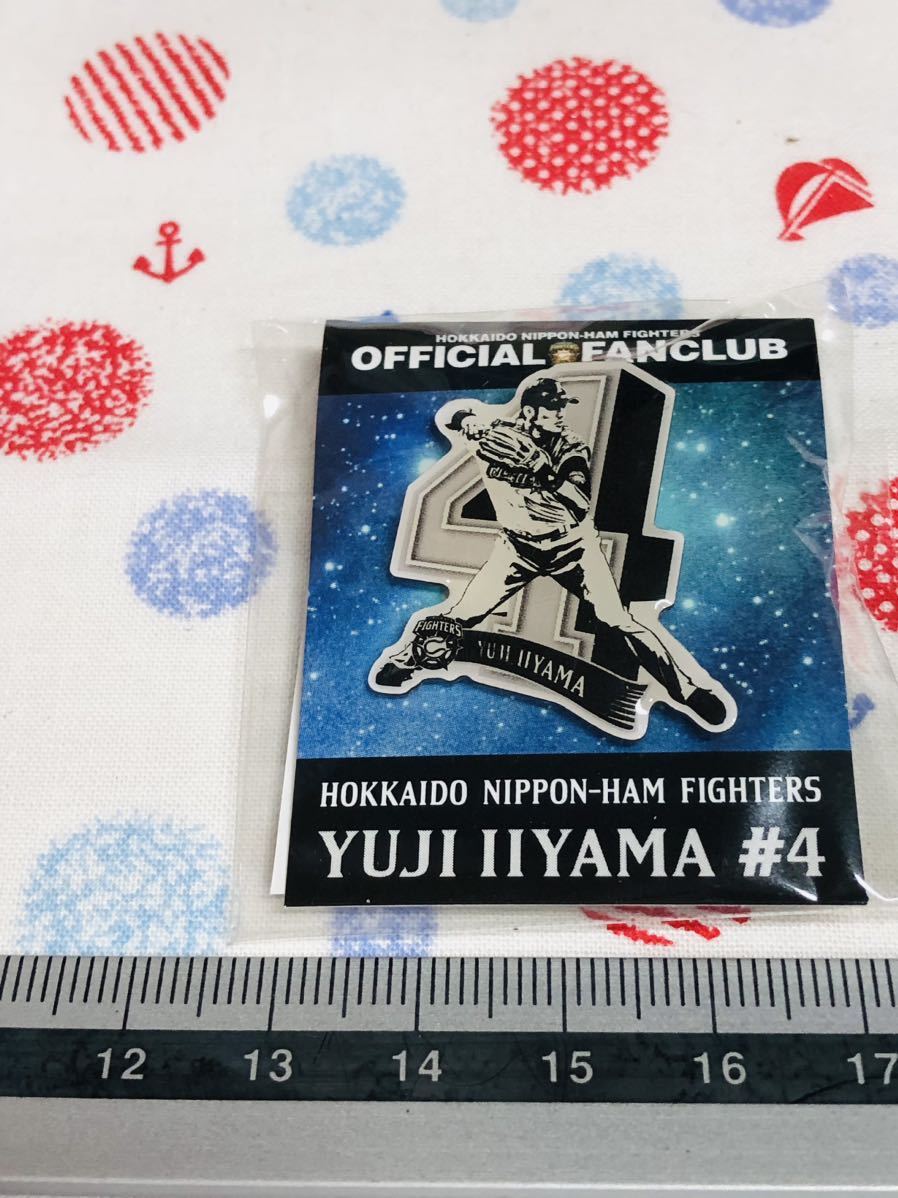 HOKKAIDO NIPPON-HAM FIGHTERS
OFFICIAL FANCLUB
4
FIGHTERS
YUJI IIYAMA
HOKKAIDO NIPPON-HAM FIGHTERS
YUJI IIYAMA #4
12 13 14 15 16 17